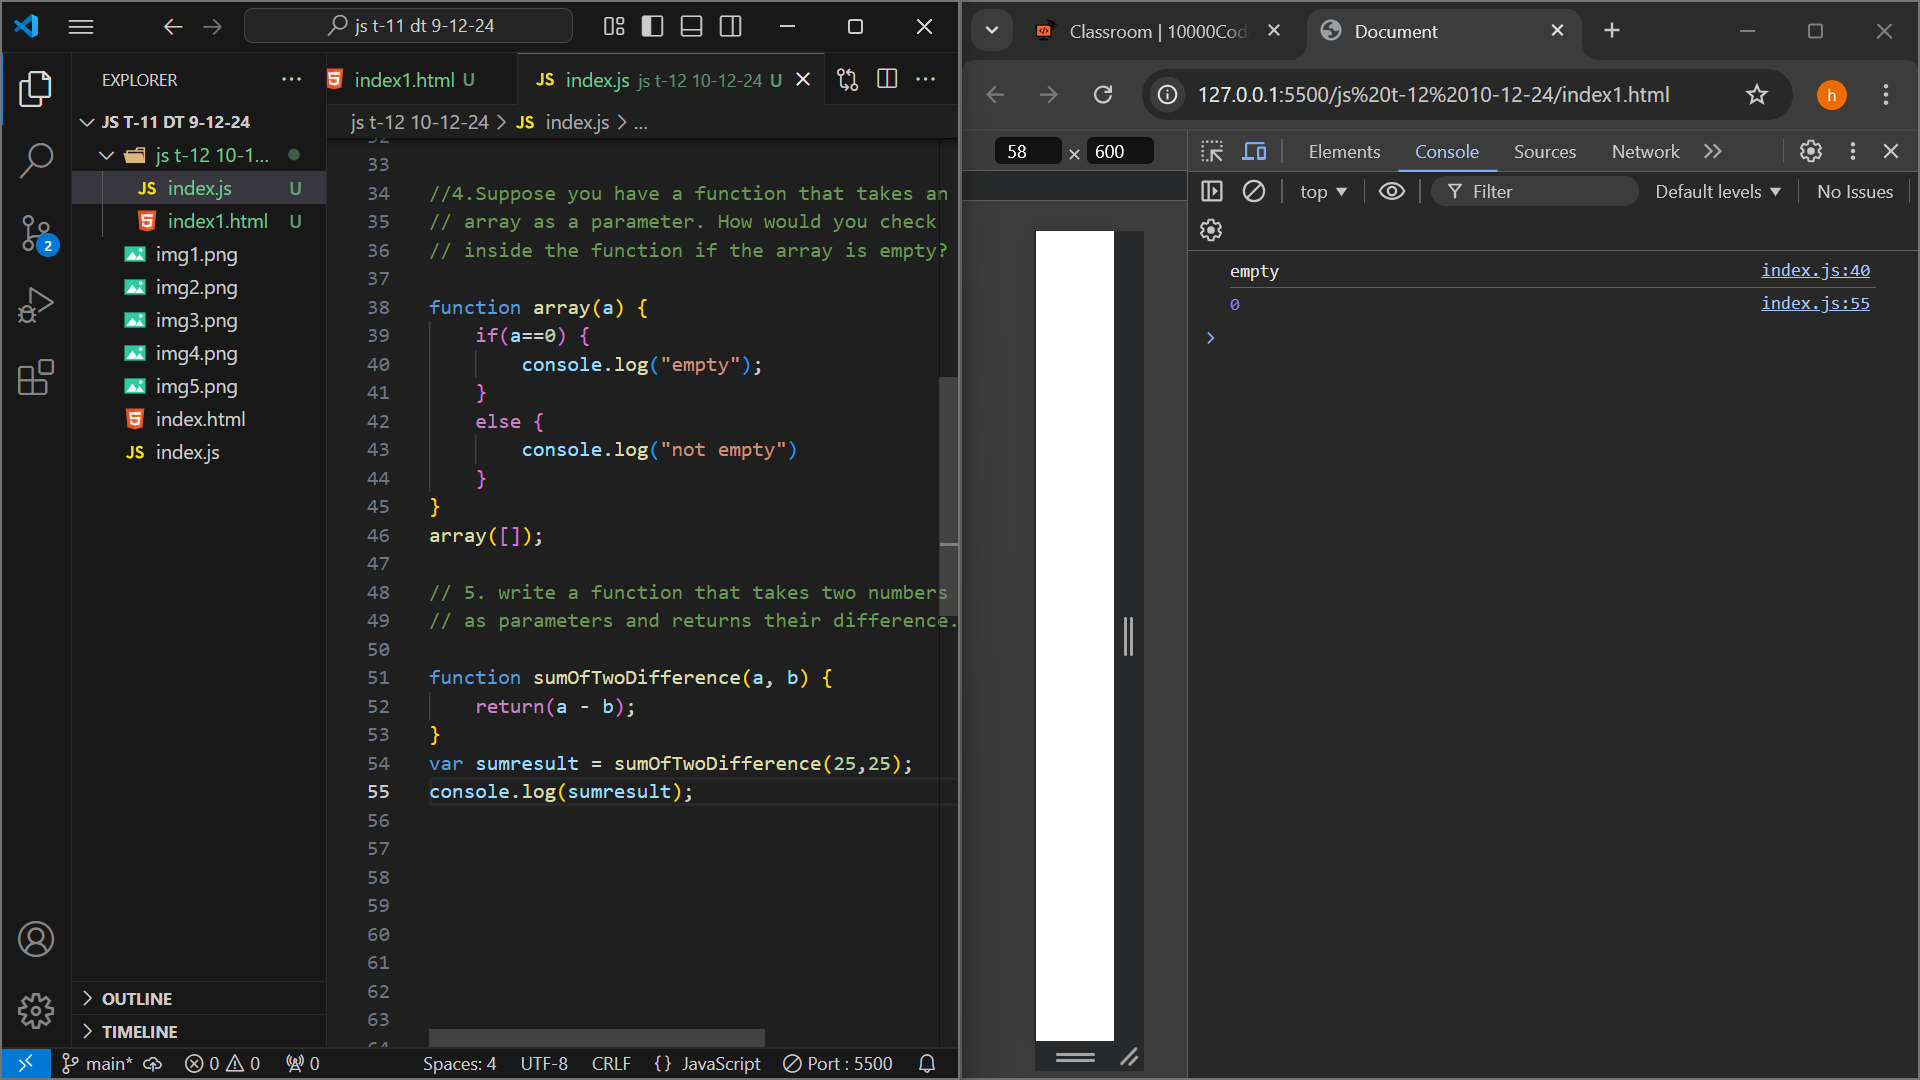 js t-11 dt 9-12-24
EXPLORER
JS T-11 DT 9-12-24
js t-12 10-1...
JS index.js U
index1.html U
img1.png
img2.png
img3.png
img4.png
img5.png
index.html
JS index.js
OUTLINE
TIMELINE
index1.html U
JS index.js js t-12 10-12-24 U
js t-12 10-12-24 > JS index.js > ...
33
34 //4.Suppose you have a function that takes an
35 // array as a parameter. How would you check
36 // inside the function if the array is empty?
37
38 function array(a) {
39 if(a==0) {
40 console.log("empty");
41 }
42 else {
43 console.log("not empty")
44 }
45 }
46 array([]);
47
48 // 5. write a function that takes two numbers
49 // as parameters and returns their difference.
50
51 function sumOfTwoDifference(a, b) {
52 return(a - b);
53 }
54 var sumresult = sumOfTwoDifference(25,25);
55 console.log(sumresult);
56
57
58
59
60
61
62
63
2
main* 0 0 0 Spaces: 4 UTF-8 CRLF {} JavaScript Port : 5500
Classroom | 10000Cod
Document
127.0.0.1:5500/js%20t-12%2010-12-24/index1.html
h
58 × 600
Elements Console Sources Network
top Filter Default levels No Issues
empty index.js:40
0 index.js:55